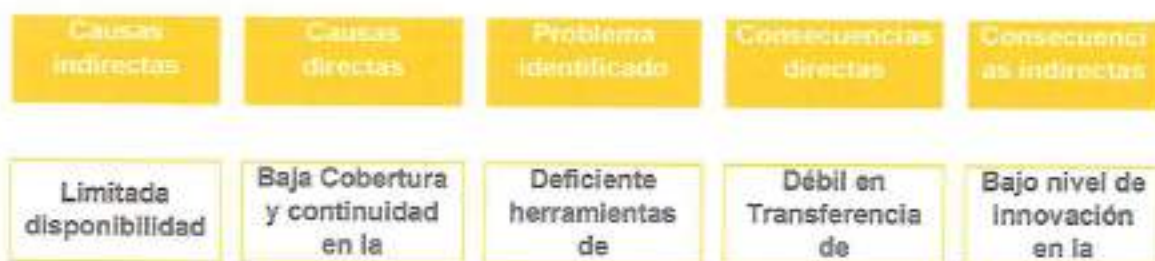 Causas
indirectas
Causas
directas
Problema
identificado
Consecuencias
directas
Consecuenci
as indirectas
Limitada
disponibilidad
Baja Cobertura
y continuidad
en la
Deficiente
herramientas
de
Débil en
Transferencia
de
Bajo nivel de
innovación
en la